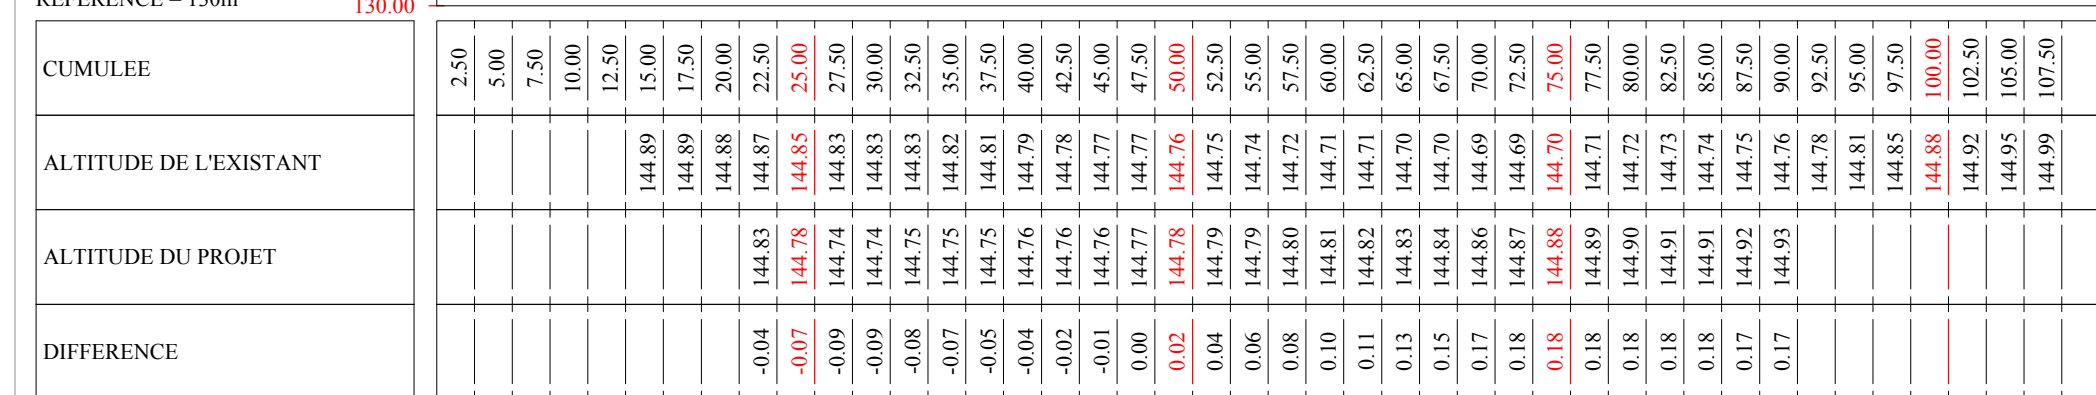 REFERENCE = 130m
130.00
CUMULEE 2.50 5.00 7.50 10.00 12.50 15.00 17.50 20.00 22.50 25.00 27.50 30.00 32.50 35.00 37.50 40.00 42.50 45.00 47.50 50.00 52.50 55.00 57.50 60.00 62.50 65.00 67.50 70.00 72.50 75.00 77.50 80.00 82.50 85.00 87.50 90.00 92.50 95.00 97.50 100.00 102.50 105.00 107.50
ALTITUDE DE L'EXISTANT 144.89 144.89 144.88 144.87 144.85 144.83 144.83 144.83 144.82 144.81 144.79 144.78 144.77 144.77 144.76 144.75 144.74 144.72 144.71 144.71 144.70 144.70 144.69 144.69 144.70 144.71 144.72 144.73 144.74 144.75 144.76 144.78 144.81 144.85 144.88 144.92 144.95 144.99
ALTITUDE DU PROJET 144.83 144.78 144.74 144.74 144.75 144.75 144.75 144.76 144.76 144.76 144.77 144.78 144.79 144.79 144.80 144.81 144.82 144.83 144.84 144.86 144.87 144.88 144.89 144.90 144.91 144.91 144.92 144.93
DIFFERENCE -0.04 -0.07 -0.09 -0.09 -0.08 -0.07 -0.05 -0.04 -0.02 -0.01 0.00 0.02 0.04 0.06 0.08 0.10 0.11 0.13 0.15 0.17 0.18 0.18 0.18 0.18 0.18 0.18 0.17 0.17